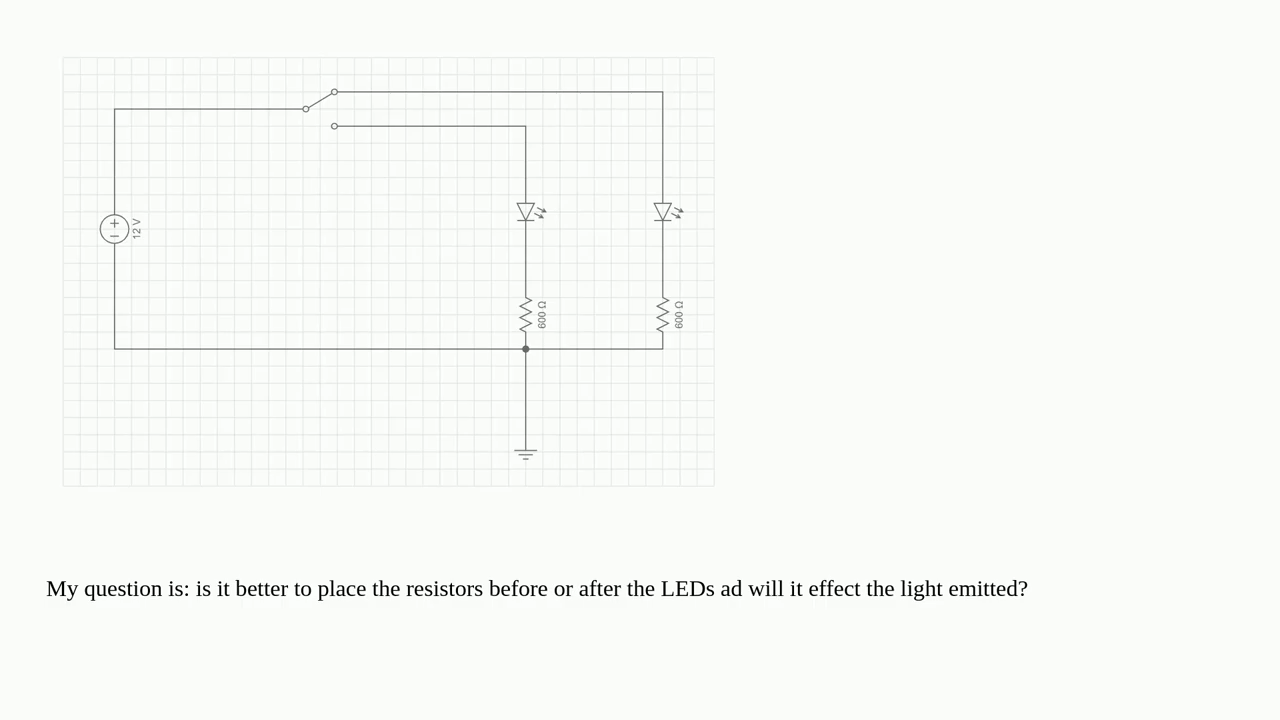 12 V
600 Ω
600 Ω
My question is: is it better to place the resistors before or after the LEDs ad will it effect the light emitted?